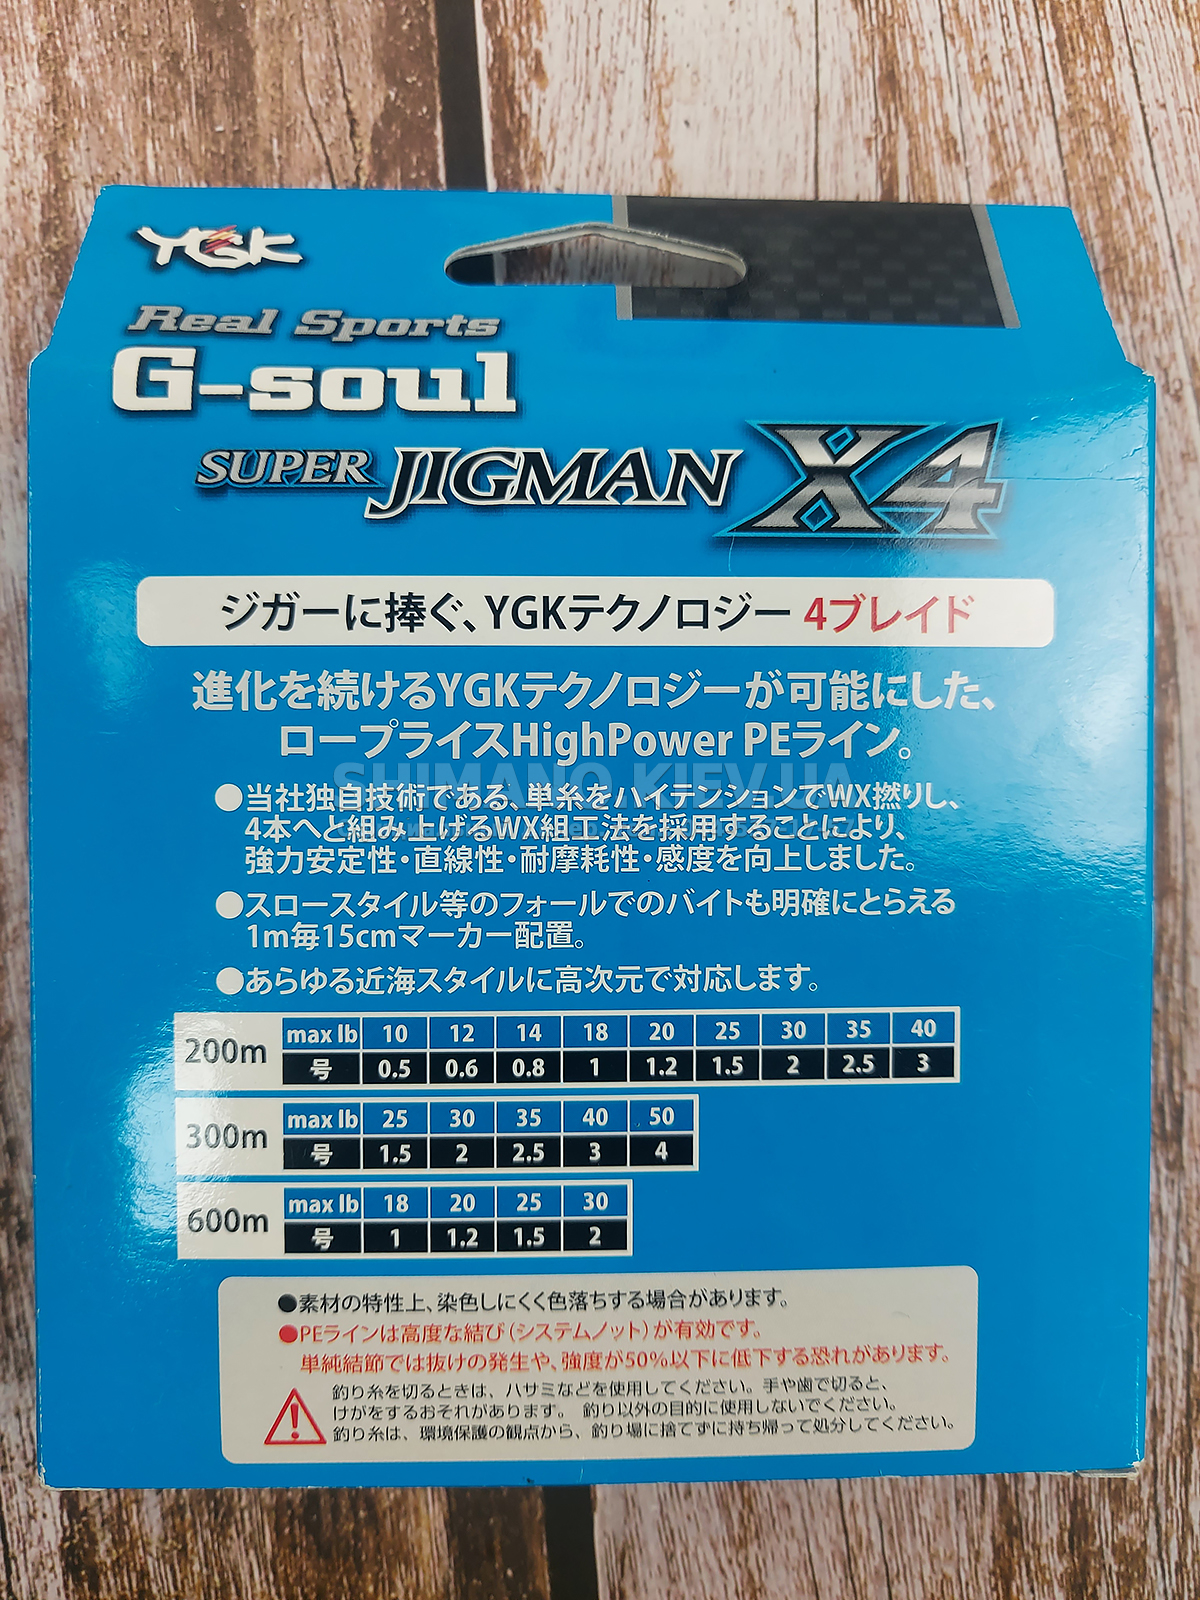 YGK
Real Sports
G-soul
SUPER JIGMAN X4
ジガーに捧ぐ、YGKテクノロジー 4ブレイド
進化を続けるYGKテクノロジーが可能にした、
ロープライスHighPower PEライン。
SHIMANO.KIEV.UA
●当社独自技術である、単糸をハイテンションでWX撚りし、
4本へと組み上げるWX組工法を採用することにより、
強力安定性・直線性・耐摩耗性・感度を向上しました。
●スロースタイル等のフォールでのバイトも明確にとらえる
1m毎15cmマーカー配置。
●あらゆる近海スタイルに高次元で対応します。
200m max lb 10 12 14 18 20 25 30 35 40
号 0.5 0.6 0.8 1 1.2 1.5 2 2.5 3
300m max lb 25 30 35 40 50
号 1.5 2 2.5 3 4
600m max lb 18 20 25 30
号 1 1.2 1.5 2
●素材の特性上、染色しにくく色落ちする場合があります。
●PEラインは高度な結び(システムノット)が有効です。
単純結節では抜けの発生や、強度が50%以下に低下する恐れがあります。
釣り糸を切るときは、ハサミなどを使用してください。手や歯で切ると、
けがをするおそれがあります。 釣り以外の目的に使用しないでください。
釣り糸は、環境保護の観点から、釣り場に捨てずに持ち帰って処分してください。